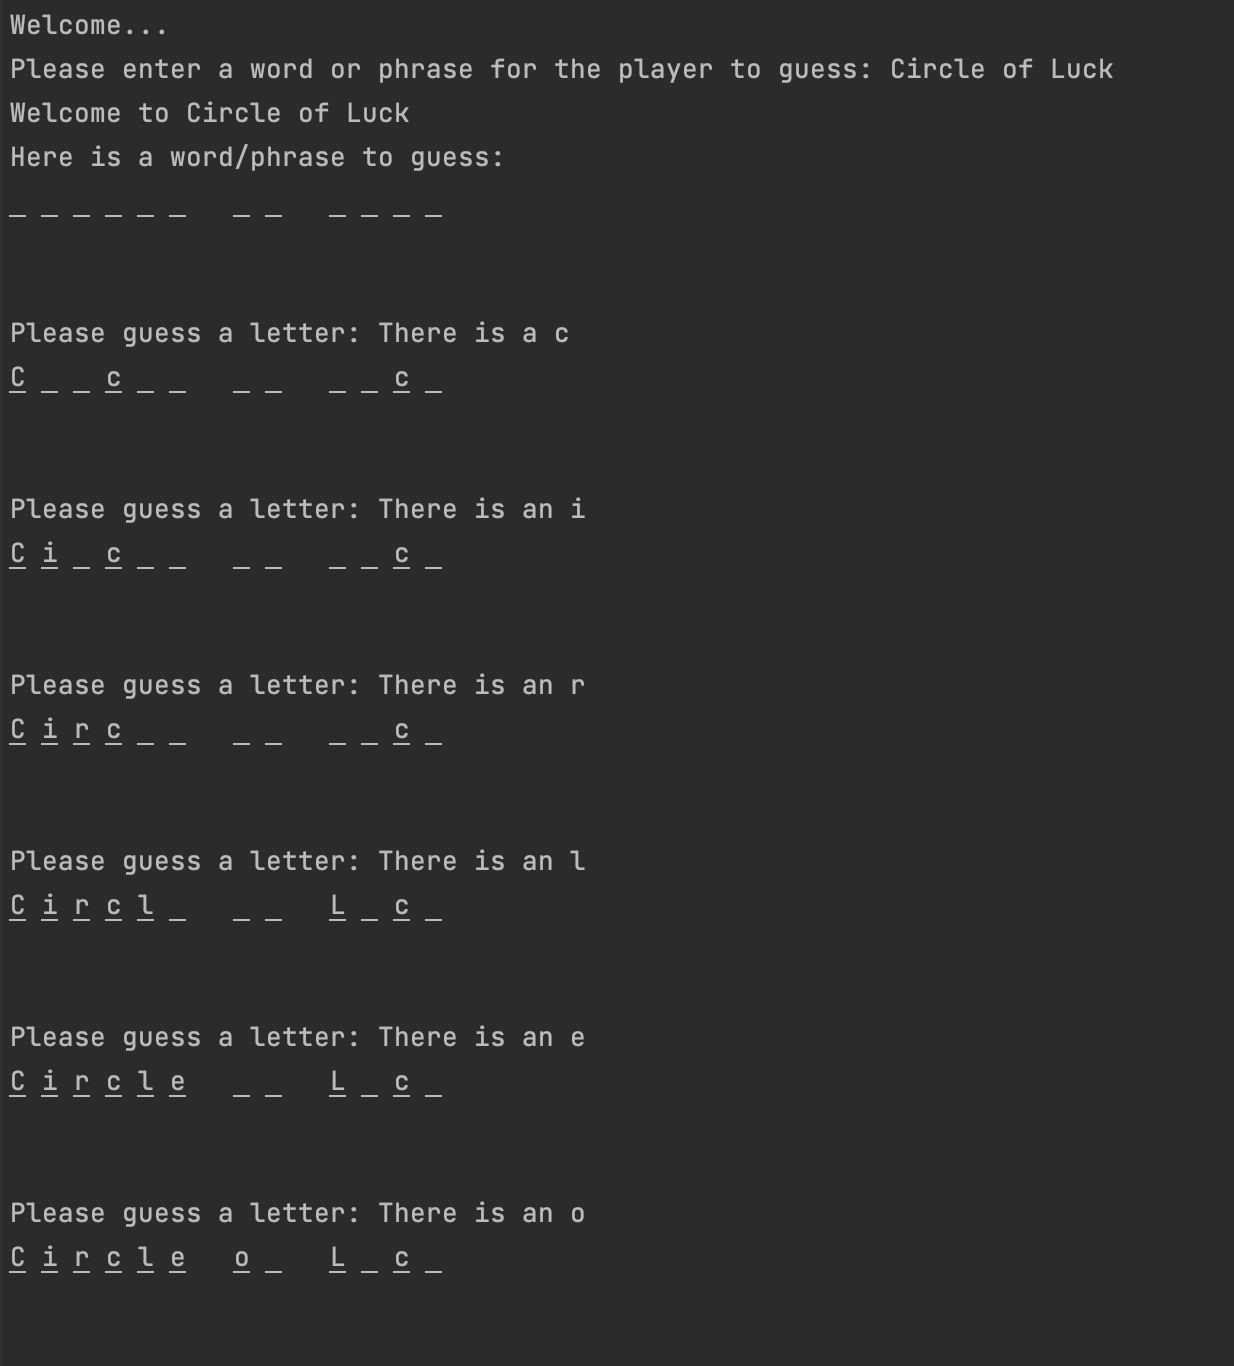 Welcome...
Please enter a word or phrase for the player to guess: Circle of Luck
Welcome to Circle of Luck
Here is a word/phrase to guess:
_ _ _ _ _ _   _ _   _ _ _ _
Please guess a letter: There is a c
C _ _ c _ _   _ _   _ _ c _
Please guess a letter: There is an i
C i _ c _ _   _ _   _ _ c _
Please guess a letter: There is an r
C i r c _ _   _ _   _ _ c _
Please guess a letter: There is an l
C i r c l _   _ _   L _ c _
Please guess a letter: There is an e
C i r c l e   _ _   L _ c _
Please guess a letter: There is an o
C i r c l e   o _   L _ c _